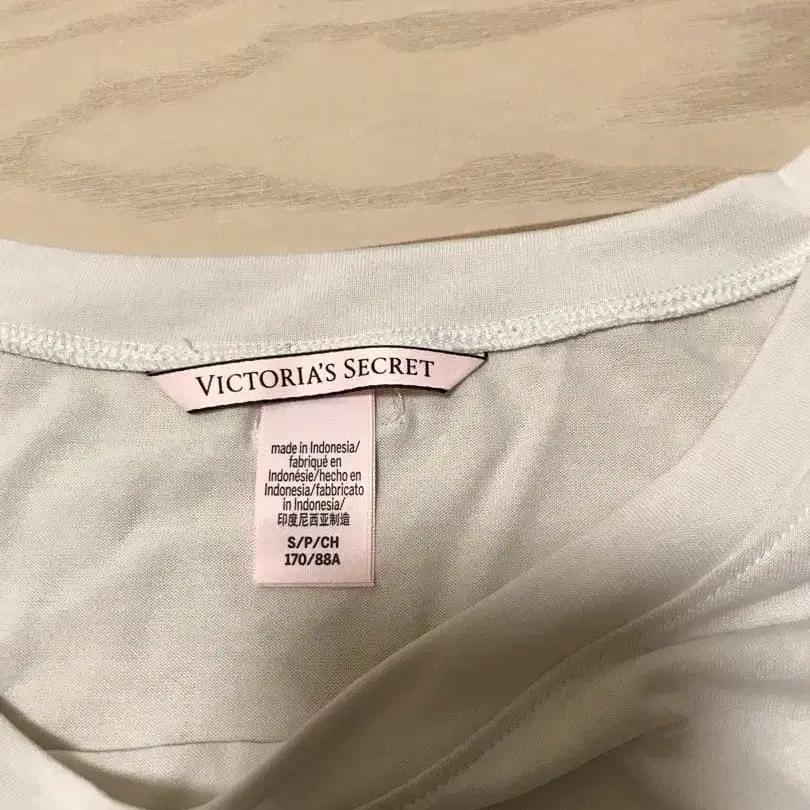 VICTORIA'S SECRET
made in Indonesia/
fabriqué en
Indonésie/hecho en
Indonesia/fabbricato
in Indonesia/
印度尼西亚制造
S/P/CH
170/88A